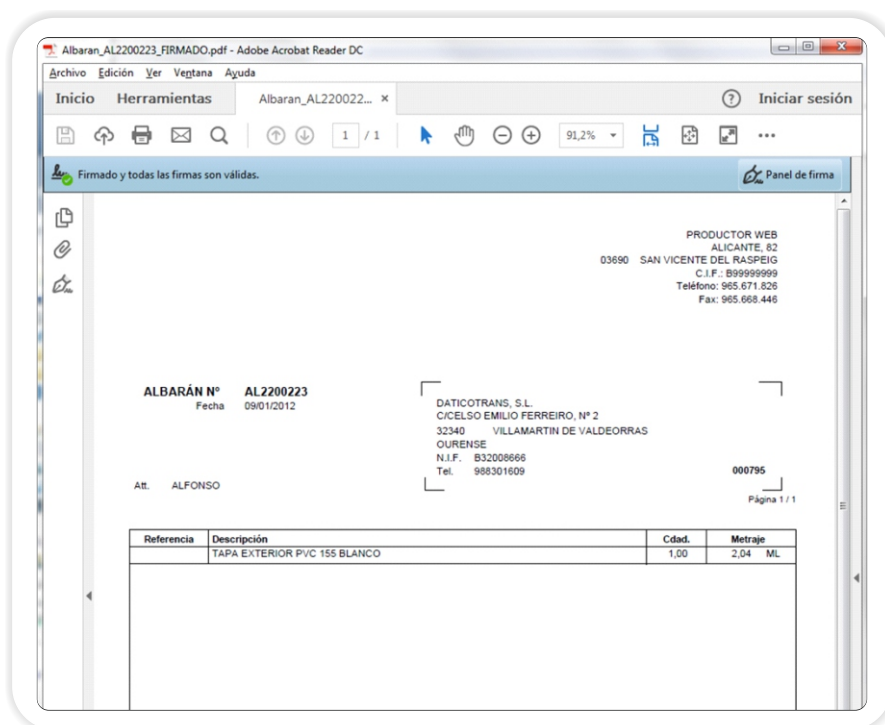 Albaran_AL2200223_FIRMADO.pdf - Adobe Acrobat Reader DC
Archivo Edición Ver Ventana Ayuda
Inicio Herramientas Albaran_AL220022... × ? Iniciar sesión
1 / 1 91,2%
Firmado y todas las firmas son válidas. Panel de firma
PRODUCTOR WEB
ALICANTE, 82
03690 SAN VICENTE DEL RASPEIG
C.I.F.: B99999999
Teléfono: 965.671.826
Fax: 965.668.446
ALBARÁN Nº AL2200223
Fecha 09/01/2012
DATICOTRANS, S.L.
C/CELSO EMILIO FERREIRO, Nº 2
32340 VILLAMARTIN DE VALDEORRAS
OURENSE
N.I.F. B32008666
Tel. 988301609 000795
Att. ALFONSO
Página 1 / 1
Referencia Descripción Cdad. Metraje
TAPA EXTERIOR PVC 155 BLANCO 1,00 2,04 ML